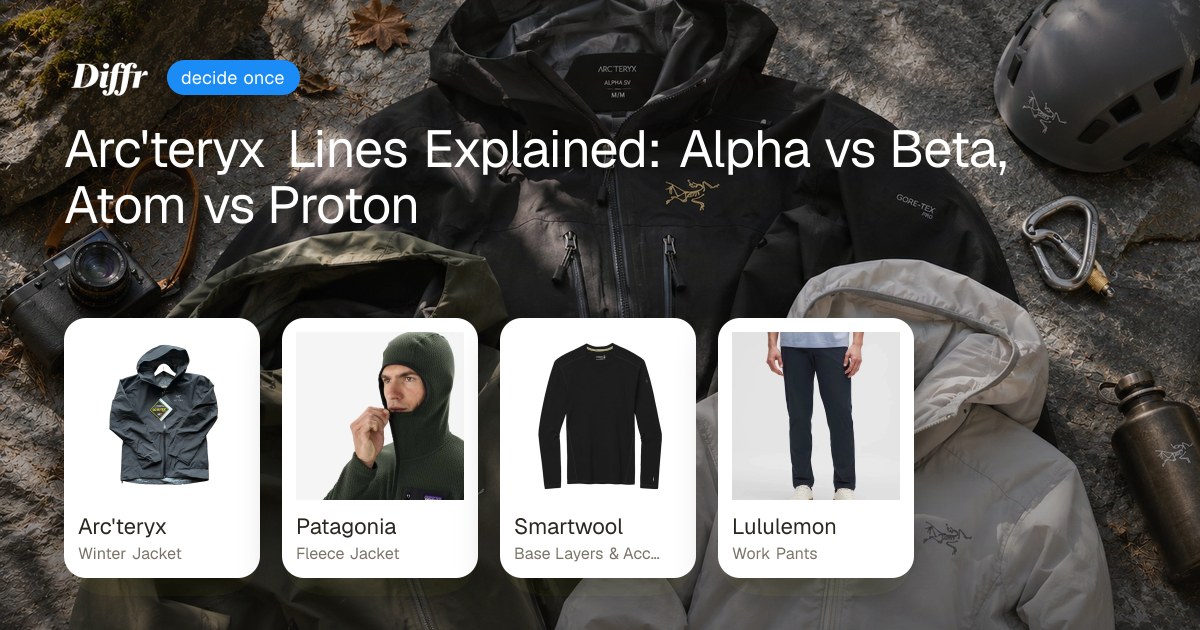 Diffr
decide once
Arc'teryx Lines Explained: Alpha vs Beta,
Atom vs Proton
ARC'TERYX
ALPHA SV
M/M
GORE-TEX
PRO
Arc'teryx
Winter Jacket
Patagonia
Fleece Jacket
Smartwool
Base Layers & Acc...
Lululemon
Work Pants